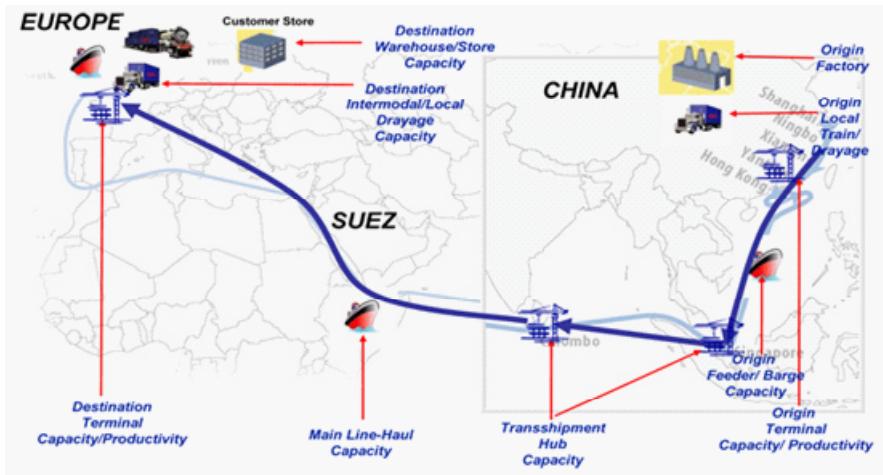 EUROPE
Customer Store
Destination
Warehouse/Store
Capacity
Destination
Intermodal/Local
Drayage
Capacity
CHINA
Origin
Factory
Origin
Local
Train/
Drayage
Shanghai
Ningbo
Hong Kong
SUEZ
Singapore
Origin
Feeder/ Barge
Capacity
Destination
Terminal
Capacity/Productivity
Main Line-Haul
Capacity
Transshipment
Hub
Capacity
Origin
Terminal
Capacity/ Productivity